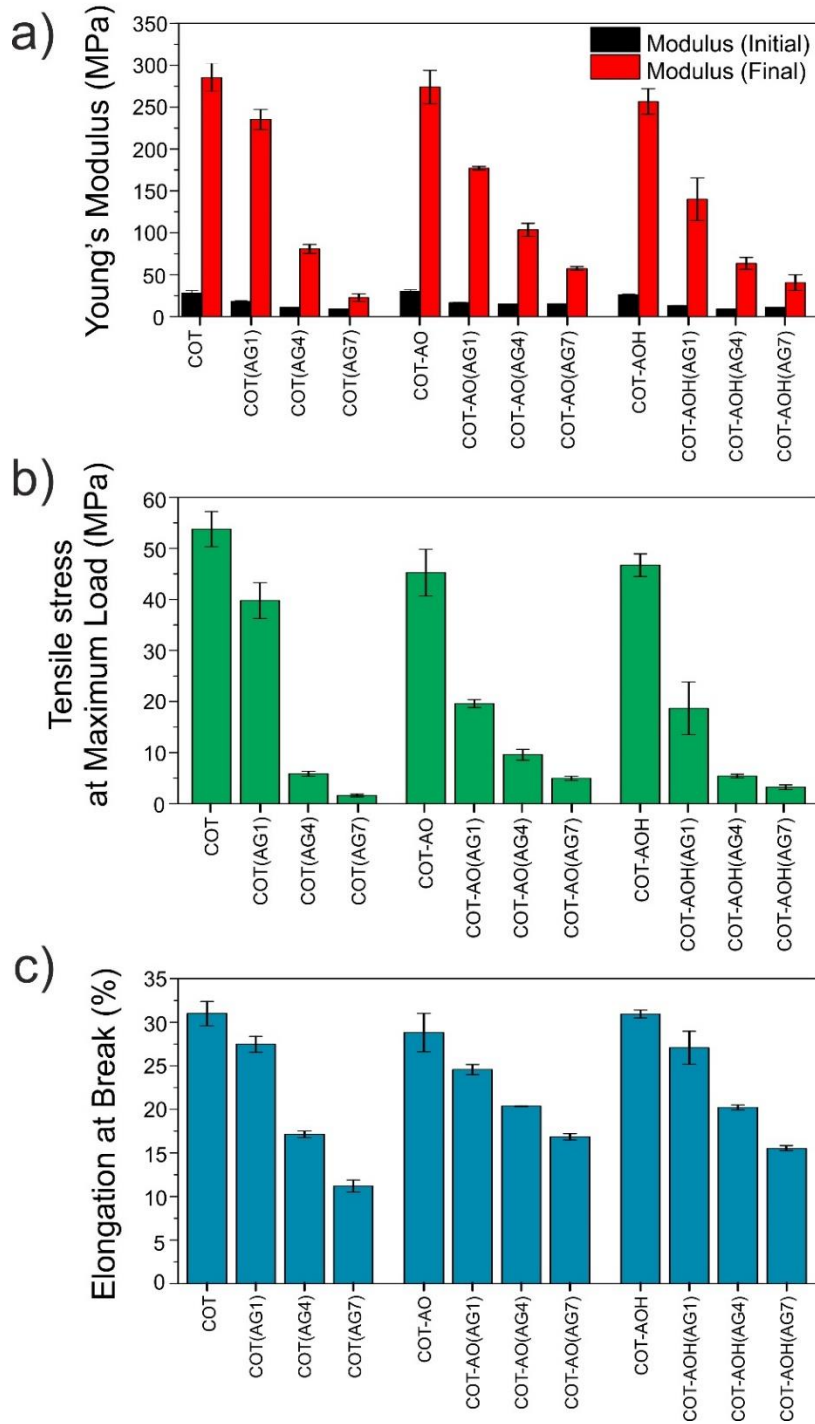 a)
Young's Modulus (MPa)
350
300
250
200
150
100
50
0
Modulus (Initial)
Modulus (Final)
COT
COT(AG1)
COT(AG4)
COT(AG7)
COT-AO
COT-AO(AG1)
COT-AO(AG4)
COT-AO(AG7)
COT-AOH
COT-AOH(AG1)
COT-AOH(AG4)
COT-AOH(AG7)
b)
Tensile stress
at Maximum Load (MPa)
60
50
40
30
20
10
0
COT
COT(AG1)
COT(AG4)
COT(AG7)
COT-AO
COT-AO(AG1)
COT-AO(AG4)
COT-AO(AG7)
COT-AOH
COT-AOH(AG1)
COT-AOH(AG4)
COT-AOH(AG7)
c)
Elongation at Break (%)
35
30
25
20
15
10
5
0
COT
COT(AG1)
COT(AG4)
COT(AG7)
COT-AO
COT-AO(AG1)
COT-AO(AG4)
COT-AO(AG7)
COT-AOH
COT-AOH(AG1)
COT-AOH(AG4)
COT-AOH(AG7)